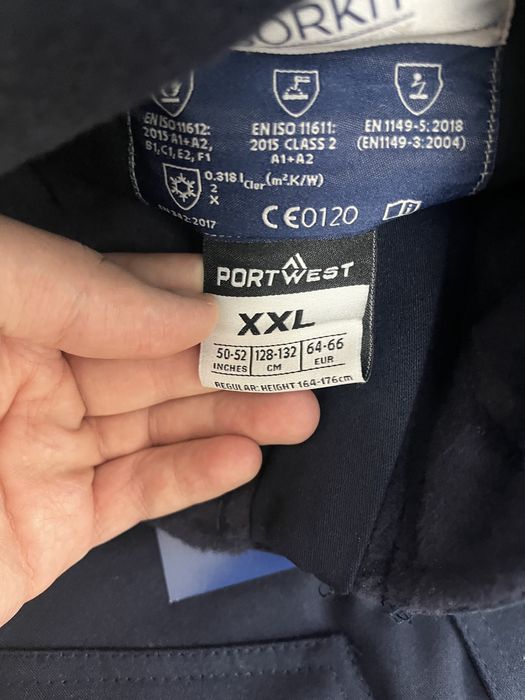 ORKIT
EN ISO 11612:
2015 A1+A2,
B1, C1, E2, F1
EN ISO 11611:
2015 CLASS 2
A1+A2
EN 1149-5:2018
(EN1149-3:2004)
0.318 Icler (m².K/W)
2
X
342:2017
CE0120
i
PORTWEST
XXL
50-52 128-132 64-66
INCHES CM EUR
REGULAR: HEIGHT 164-176cm